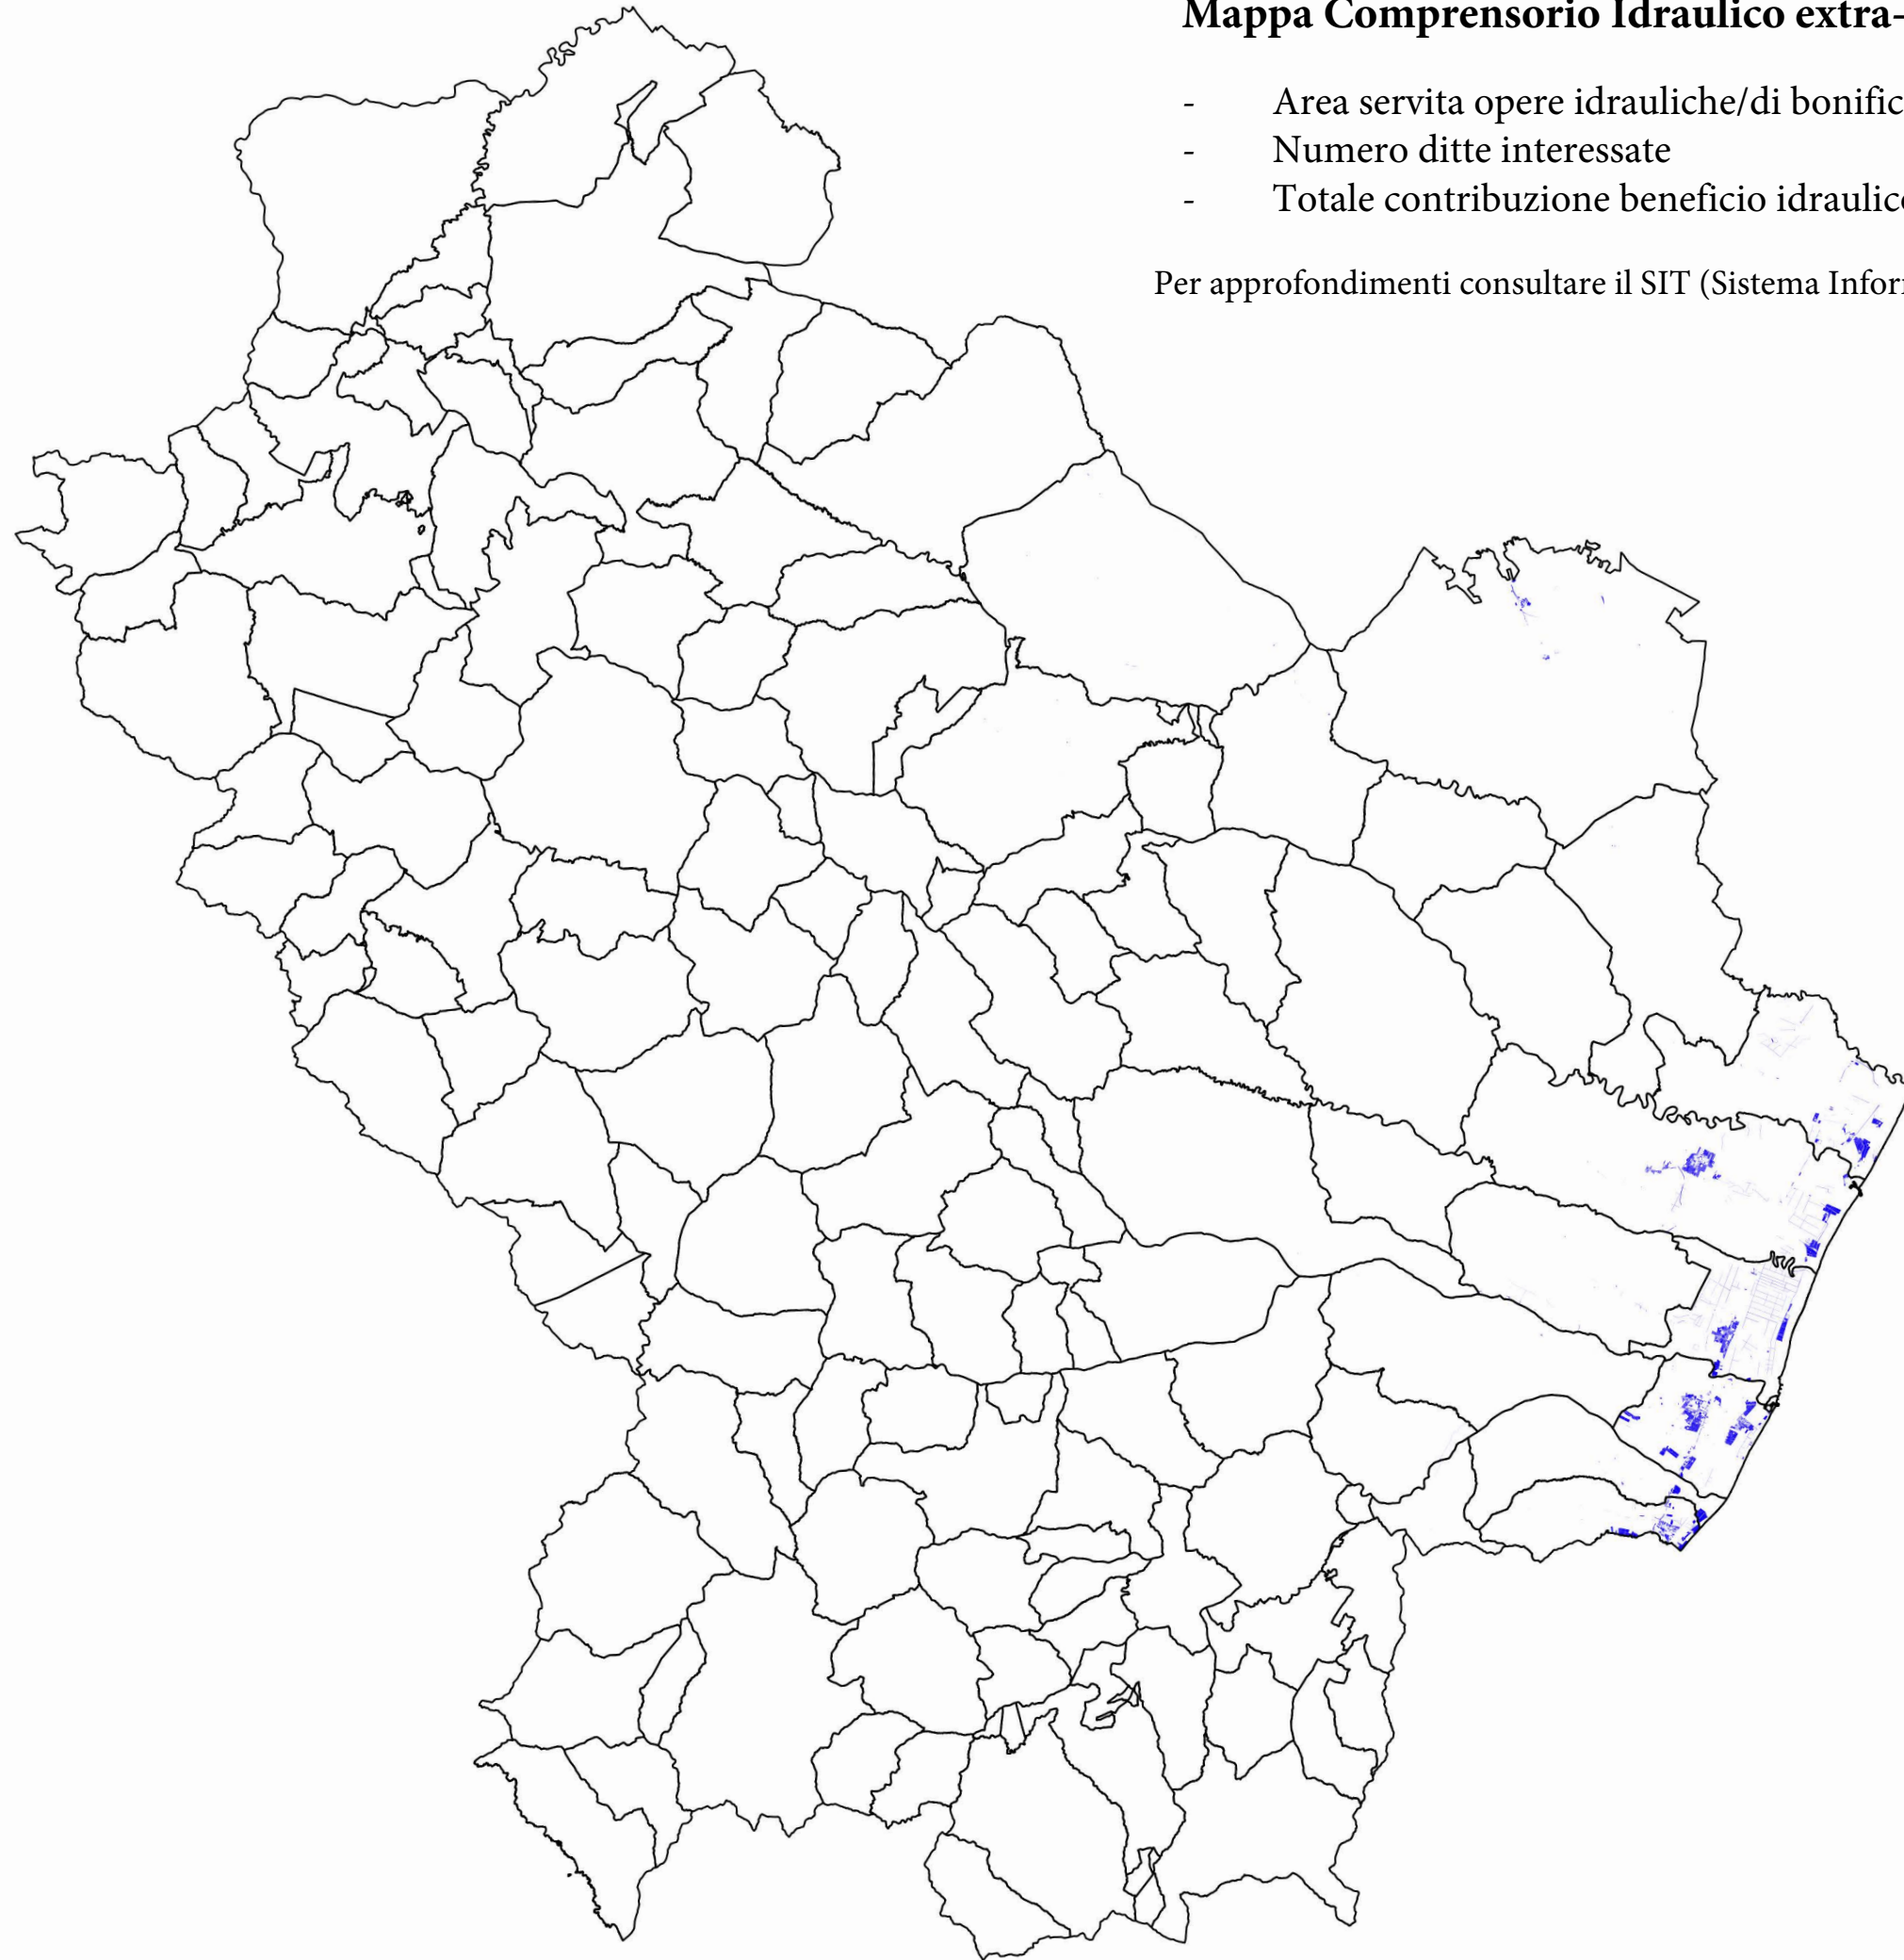 Mappa Comprensorio Idraulico extra-
- Area servita opere idrauliche/di bonific
- Numero ditte interessate
- Totale contribuzione beneficio idraulic
Per approfondimenti consultare il SIT (Sistema Infor